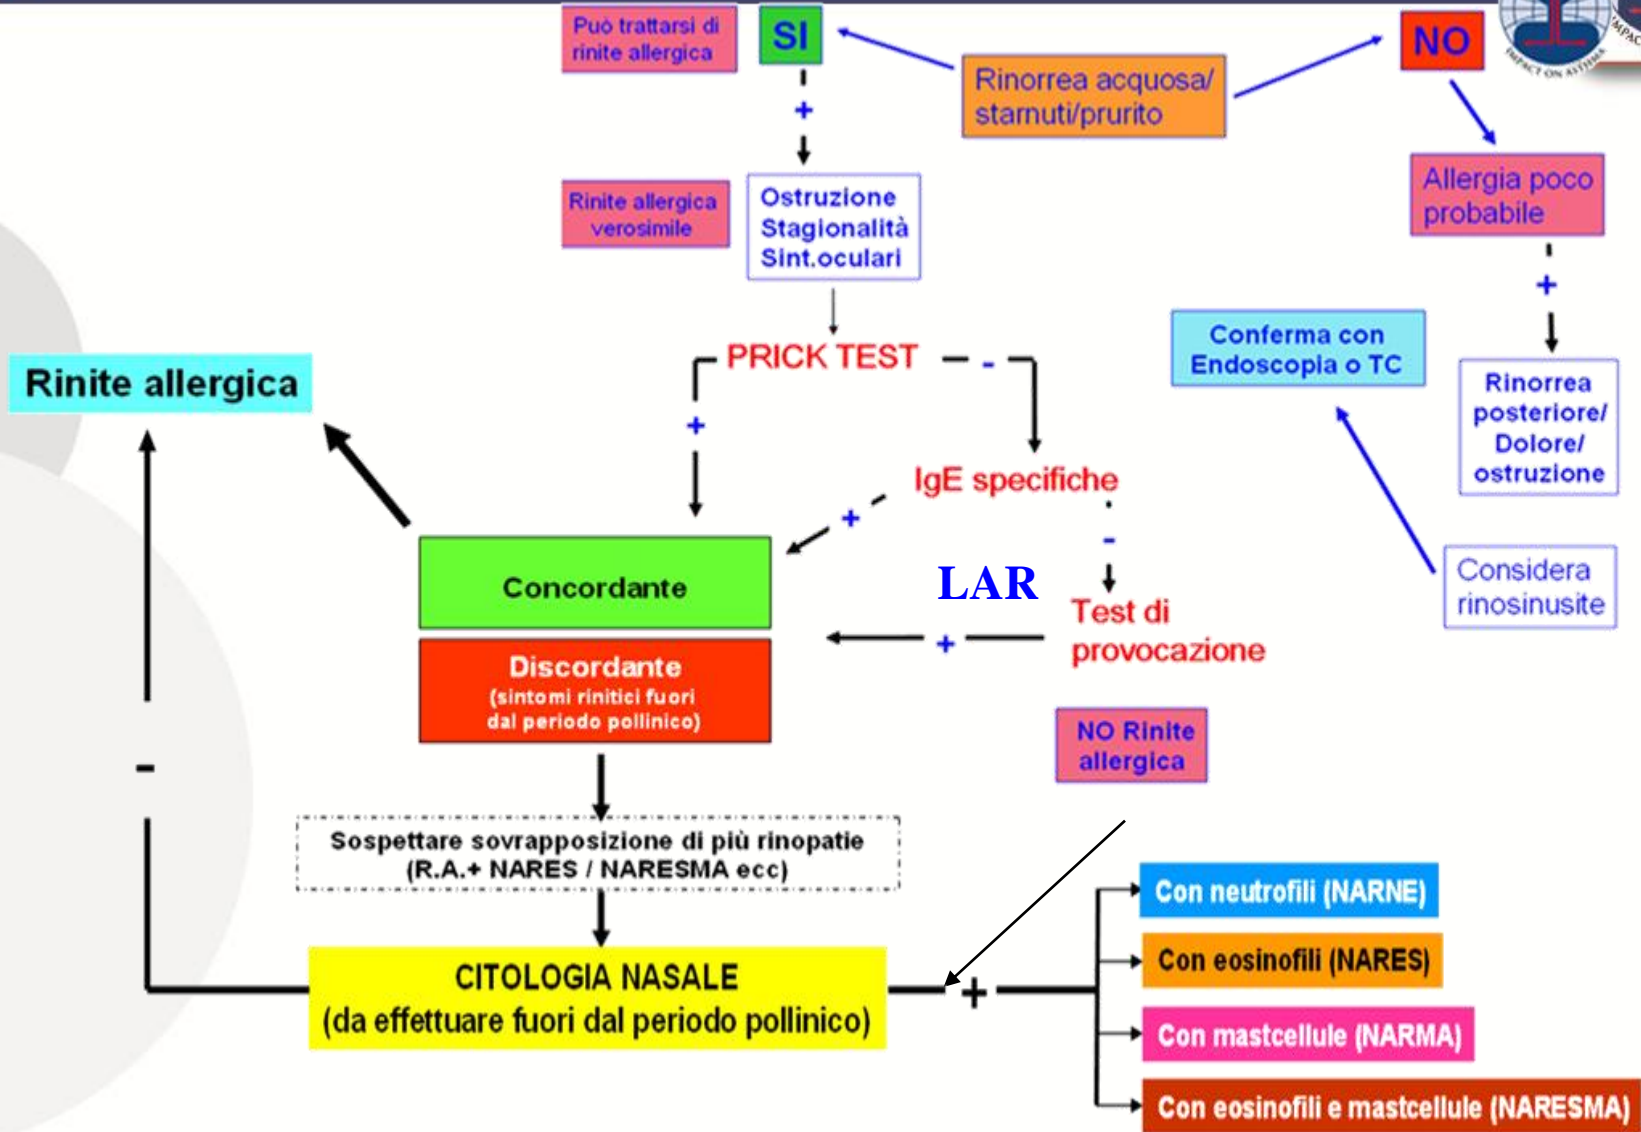 Può trattarsi di
rinite allergica
SI
NO
IMPACT ON ASTHMA
Rinorrea acquosa/
starnuti/prurito
+
Allergia poco
probabile
Rinite allergica
verosimile
Ostruzione
Stagionalità
Sint.oculari
+
Conferma con
Endoscopia o TC
PRICK TEST
-
Rinite allergica
Rinorrea
posteriore/
Dolore/
ostruzione
+
IgE specifiche
+
-
Concordante
LAR
Considera
rinosinusite
Test di
provocazione
+
Discordante
(sintomi rinitici fuori
dal periodo pollinico)
NO Rinite
allergica
-
Sospettare sovrapposizione di più rinopatie
(R.A.+ NARES / NARESMA ecc)
Con neutrofili (NARNE)
Con eosinofili (NARES)
CITOLOGIA NASALE
(da effettuare fuori dal periodo pollinico)
+
Con mastcellule (NARMA)
Con eosinofili e mastcellule (NARESMA)